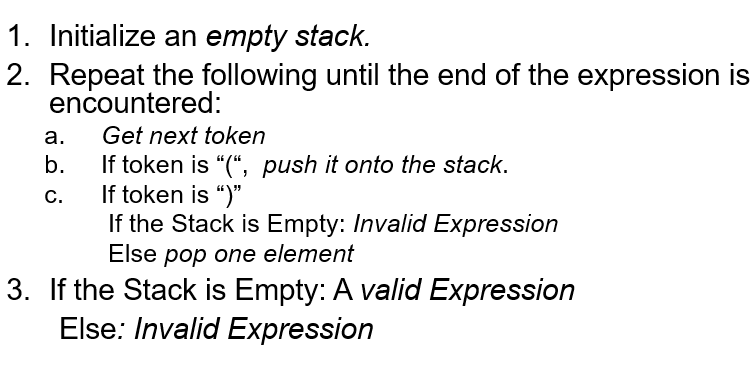 1. Initialize an empty stack.
2. Repeat the following until the end of the expression is
encountered:
a. Get next token
b. If token is “(“, push it onto the stack.
c. If token is “)”
If the Stack is Empty: Invalid Expression
Else pop one element
3. If the Stack is Empty: A valid Expression
Else: Invalid Expression